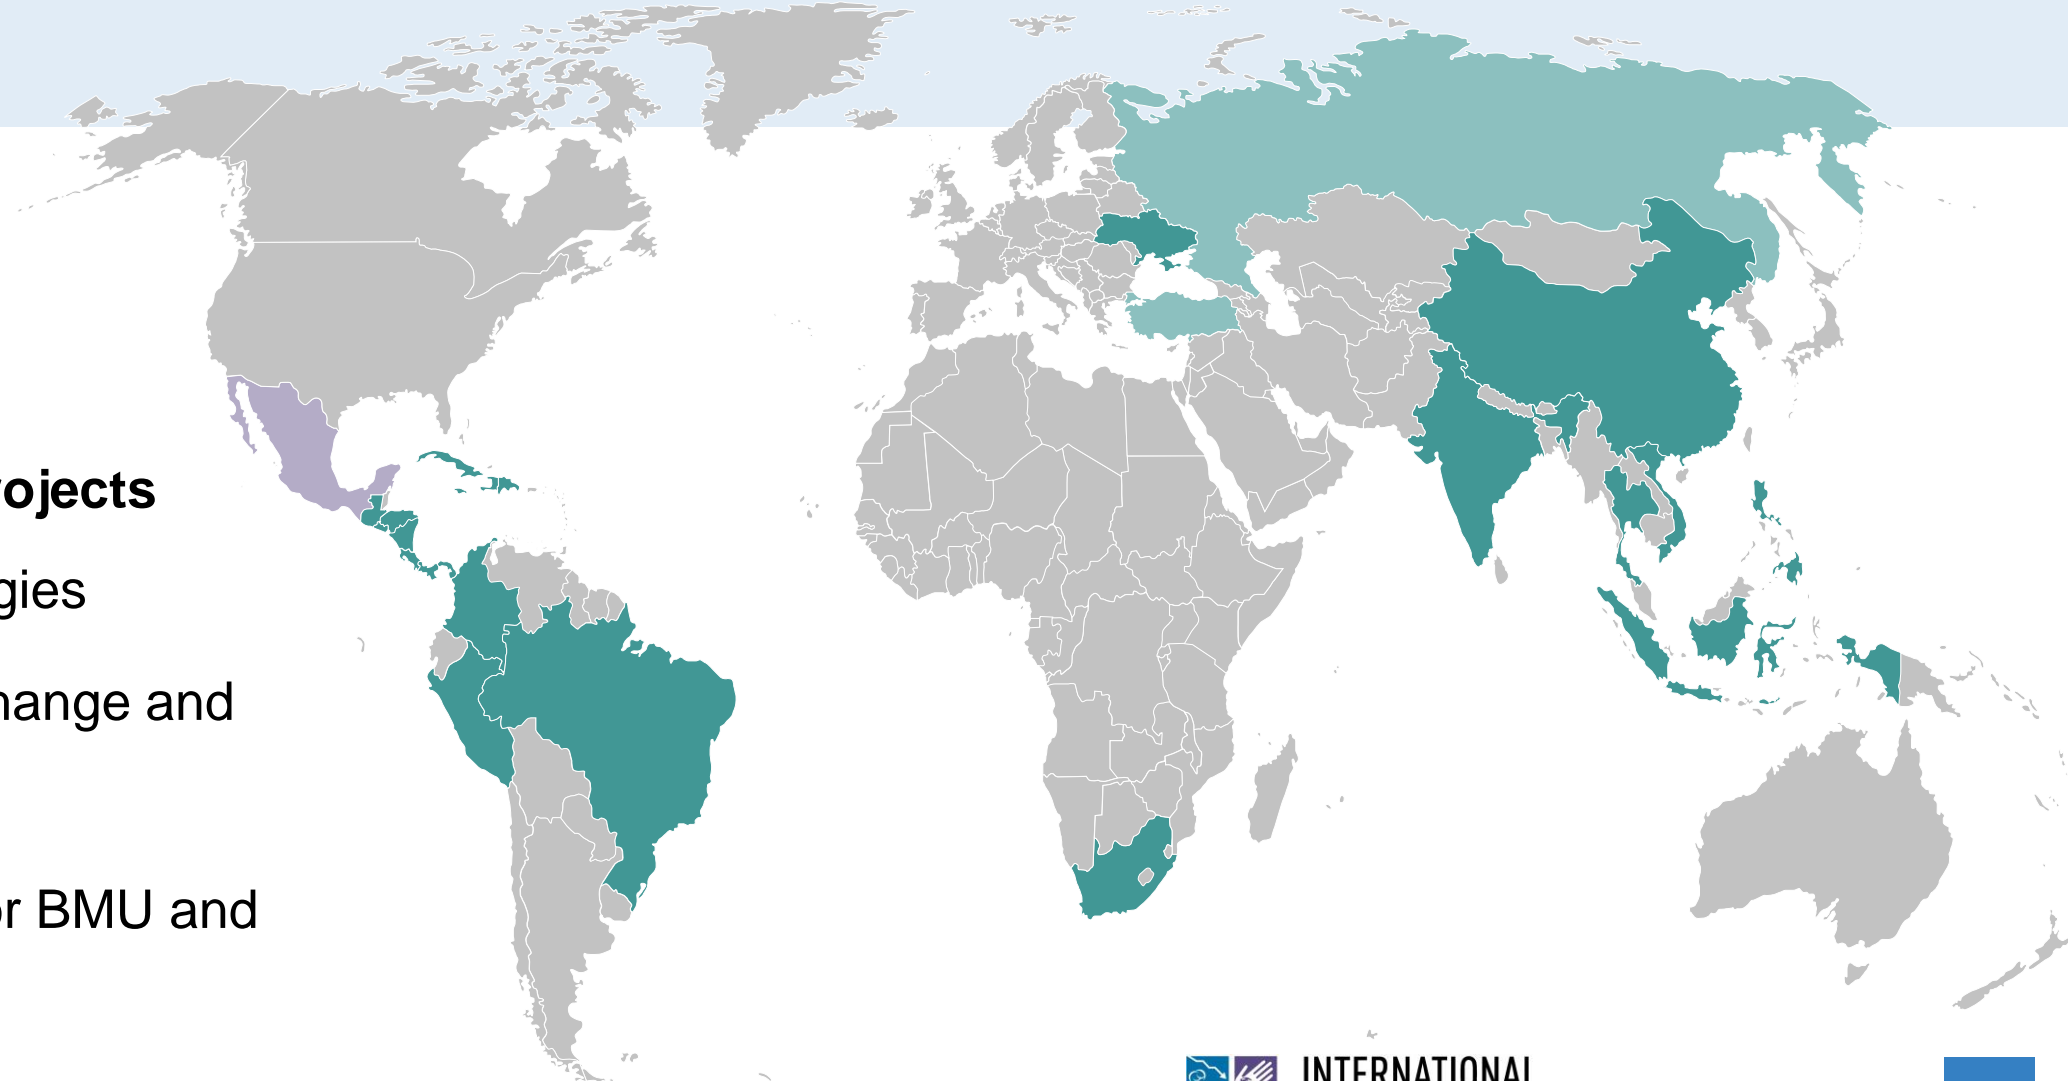 ojects
gies
hange and
or BMU and
INTERNATIONAL